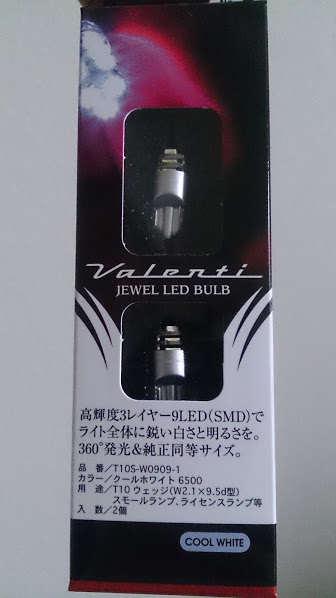 Valenti
JEWEL LED BULB
高輝度3レイヤー9LED(SMD)で
ライト全体に鋭い白さと明るさを。
360°発光&純正同等サイズ。
品　番／T10S-W0909-1
カラー／クールホワイト 6500
用　途／T10 ウェッジ(W2.1×9.5d型)
スモールランプ、ライセンスランプ等
入　数／2個
COOL WHITE